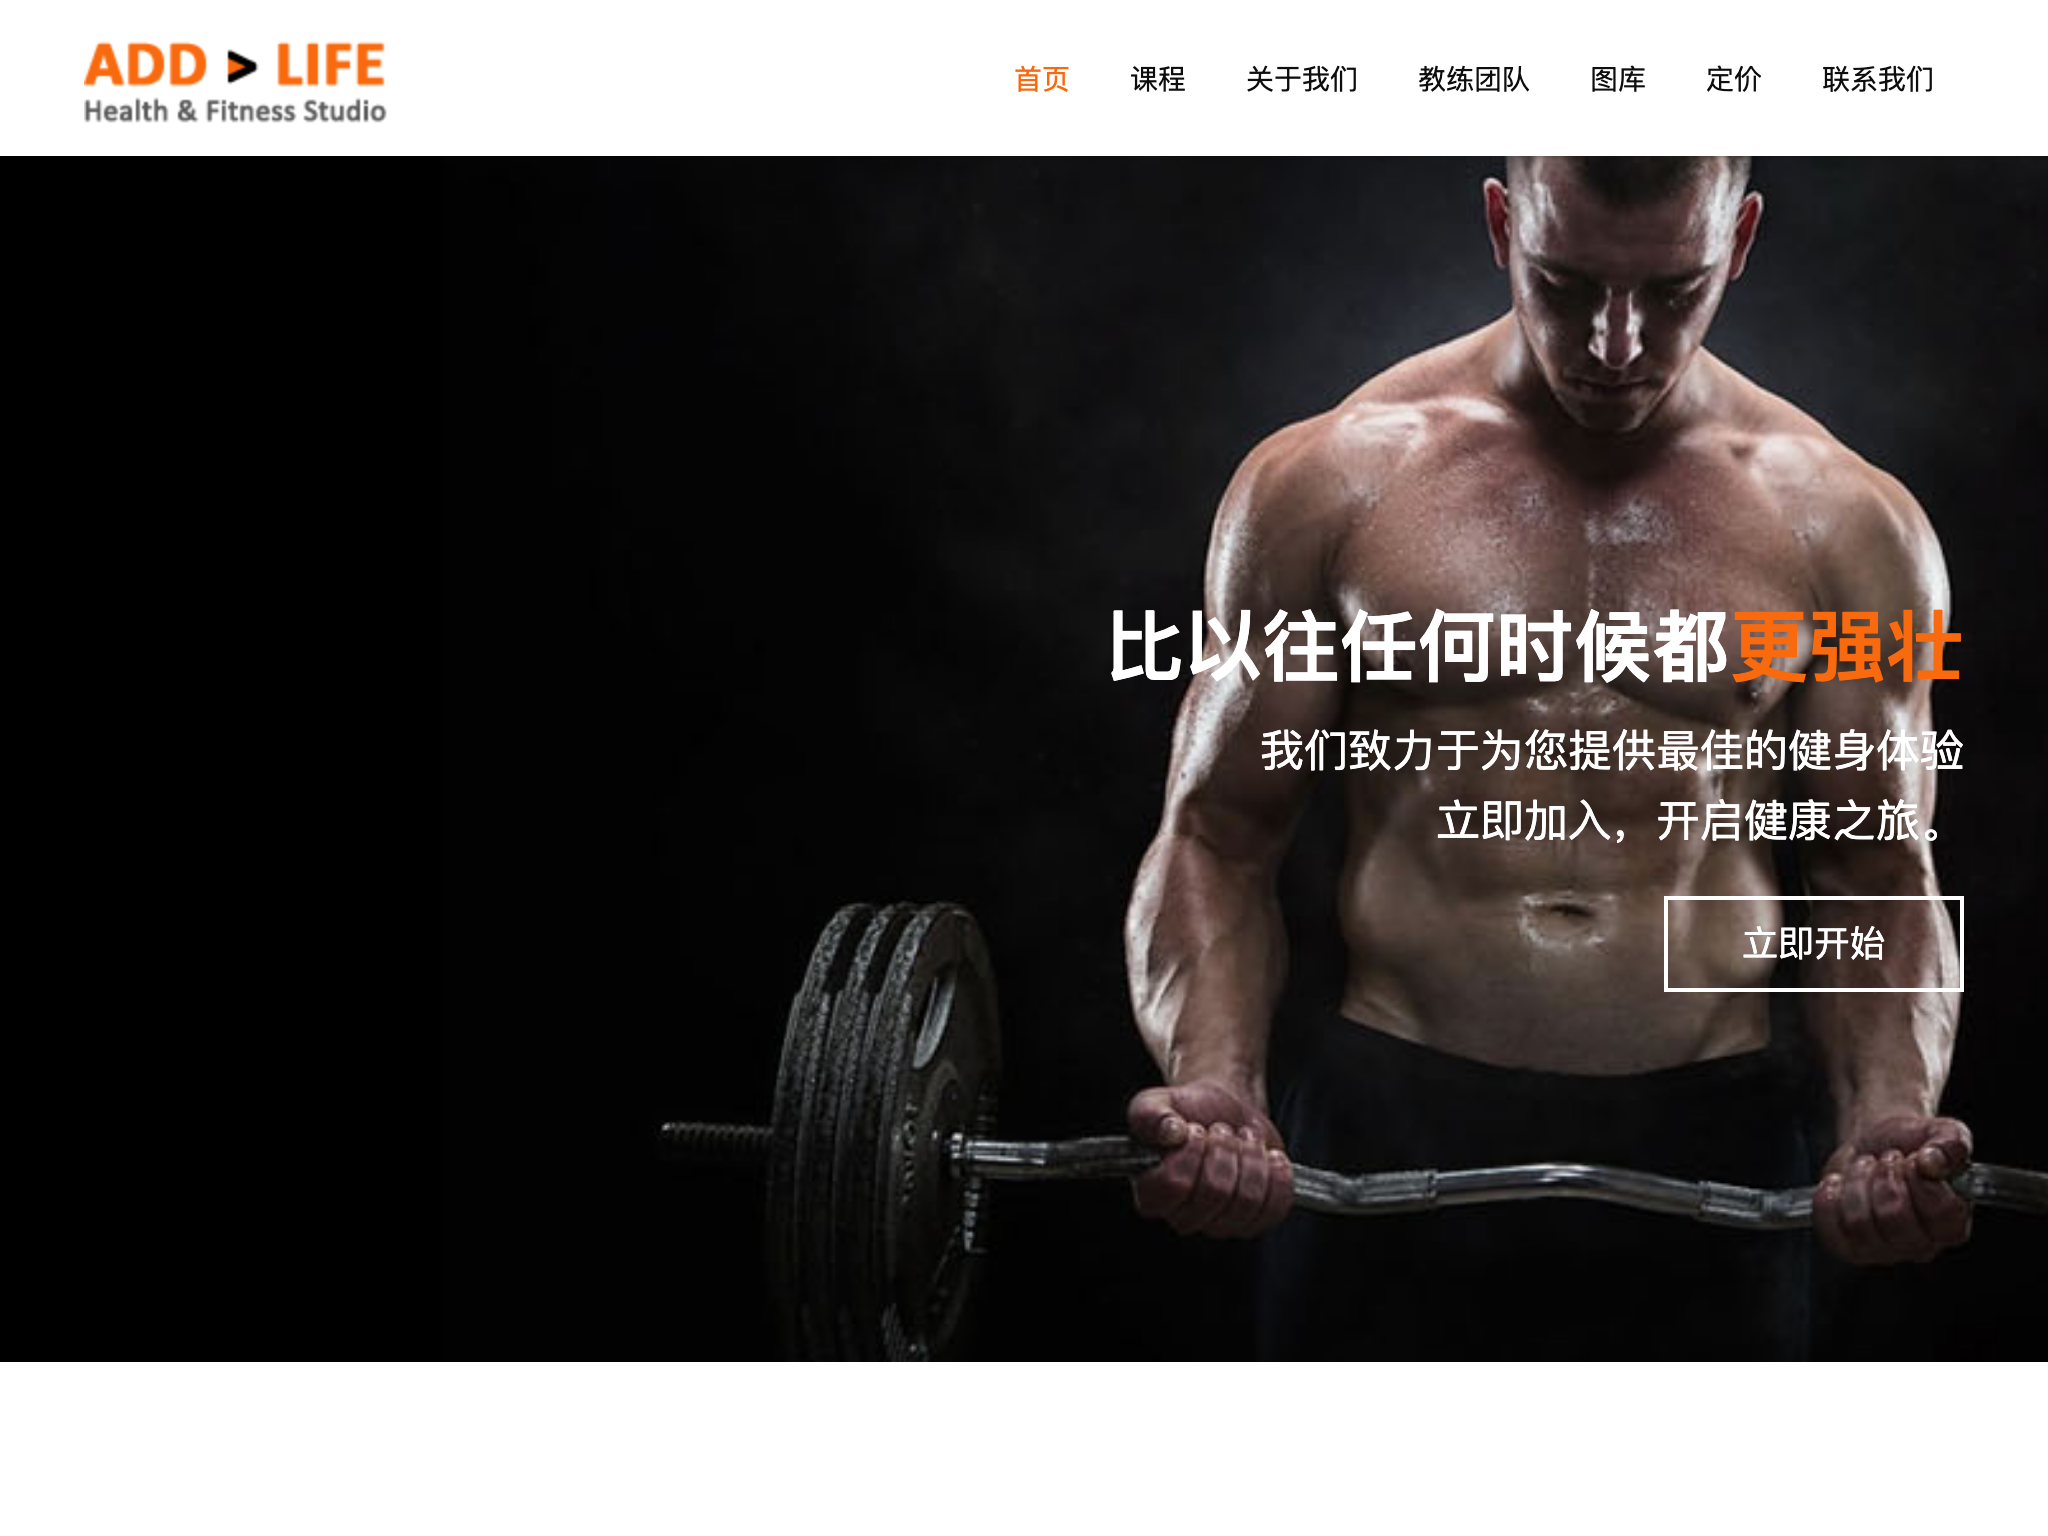 ADD > LIFE
Health & Fitness Studio
首页
课程
关于我们
教练团队
图库
定价
联系我们
比以往任何时候都更强壮
我们致力于为您提供最佳的健身体验
立即加入，开启健康之旅。
立即开始